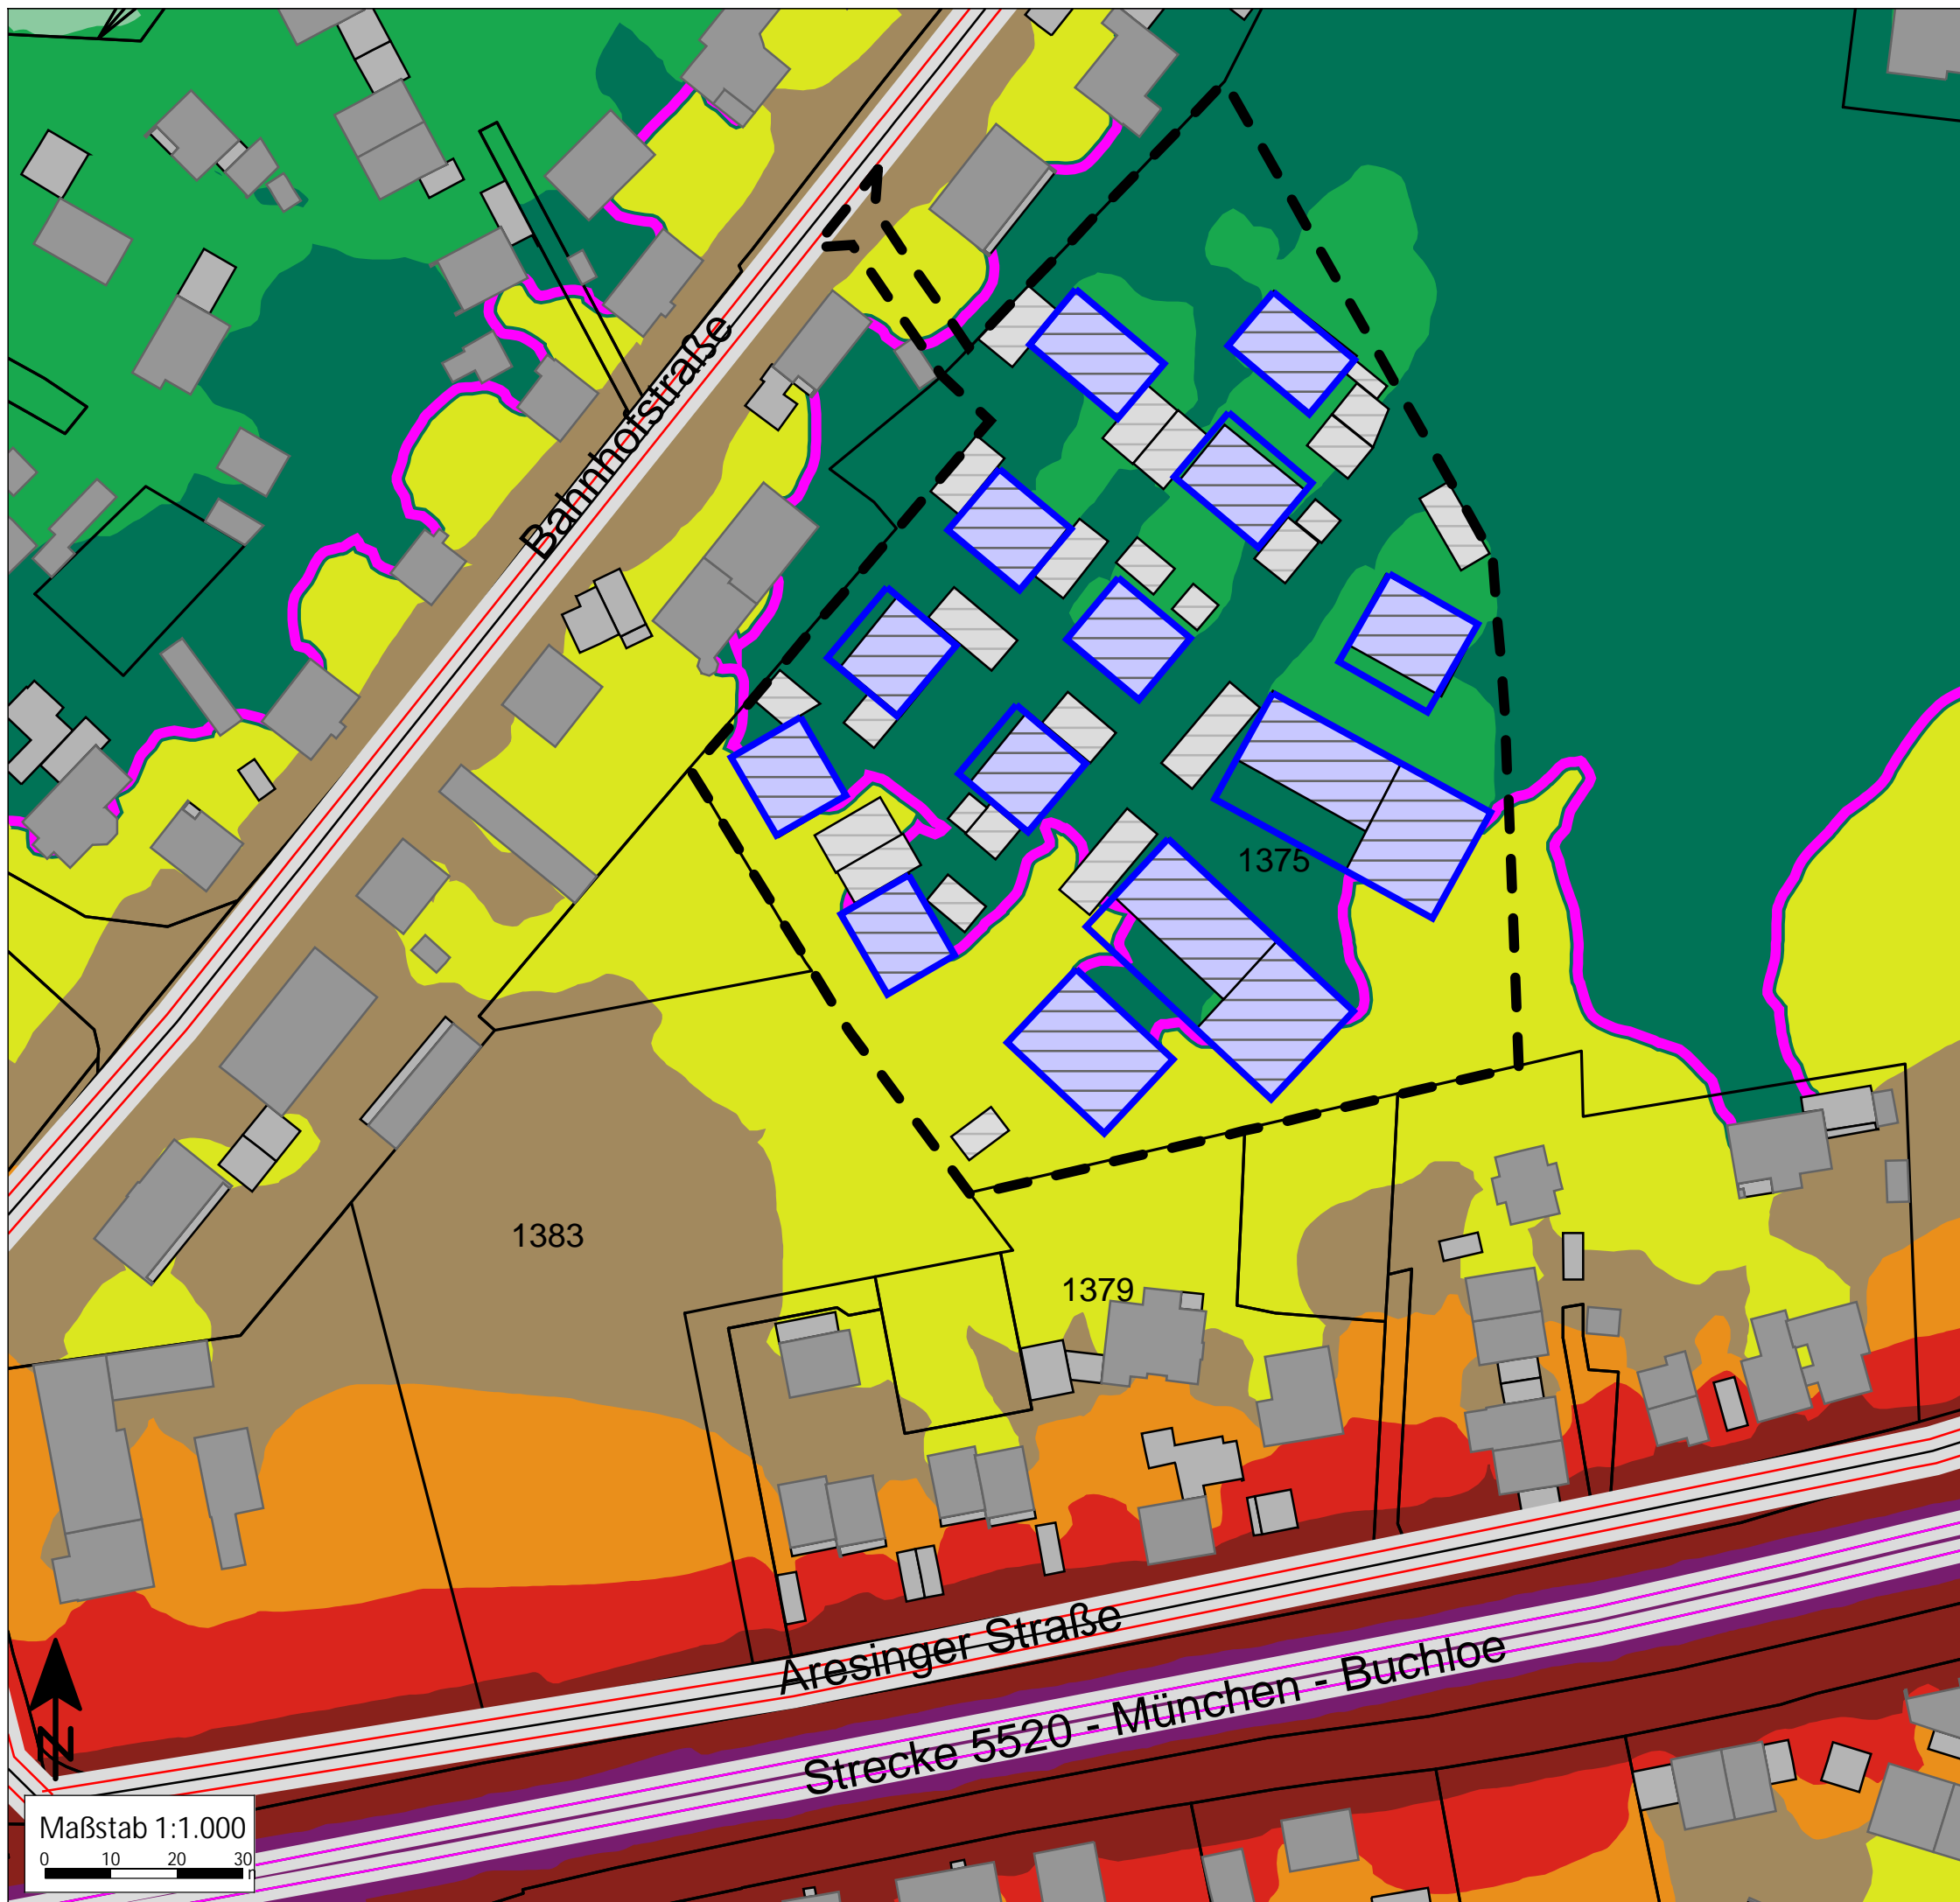 Bahnhofstraße
1375
1383
1379
Aresinger Straße
Strecke 5520 - München - Buchloe
N
Maßstab 1:1.000
0 10 20 30